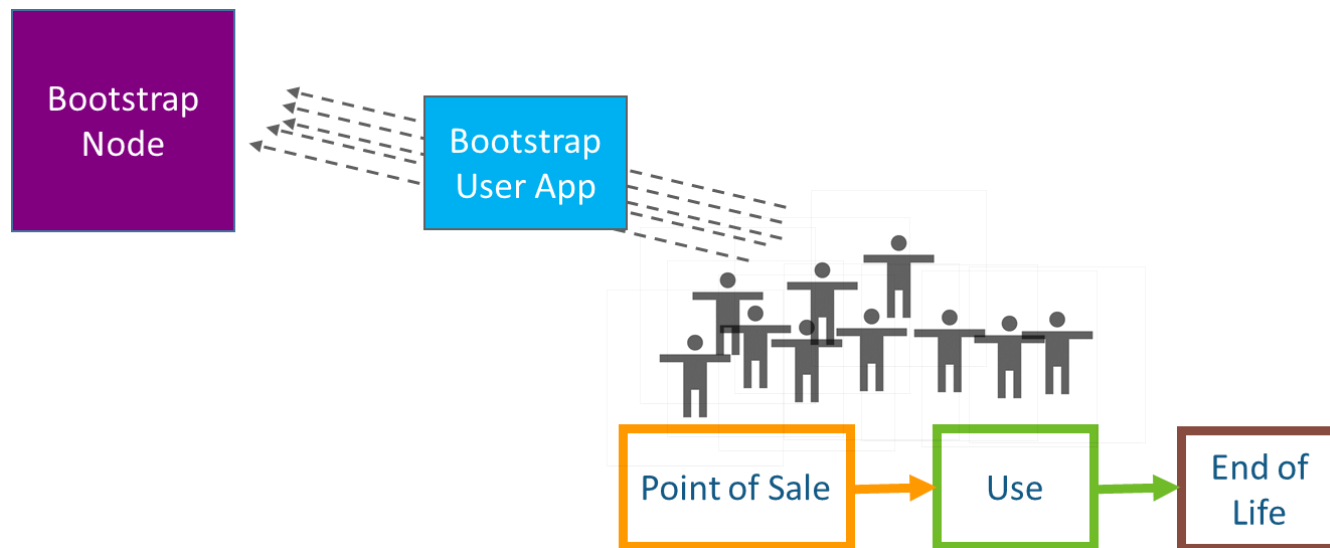 Bootstrap
Node
Bootstrap
User App
Point of Sale
Use
End of
Life